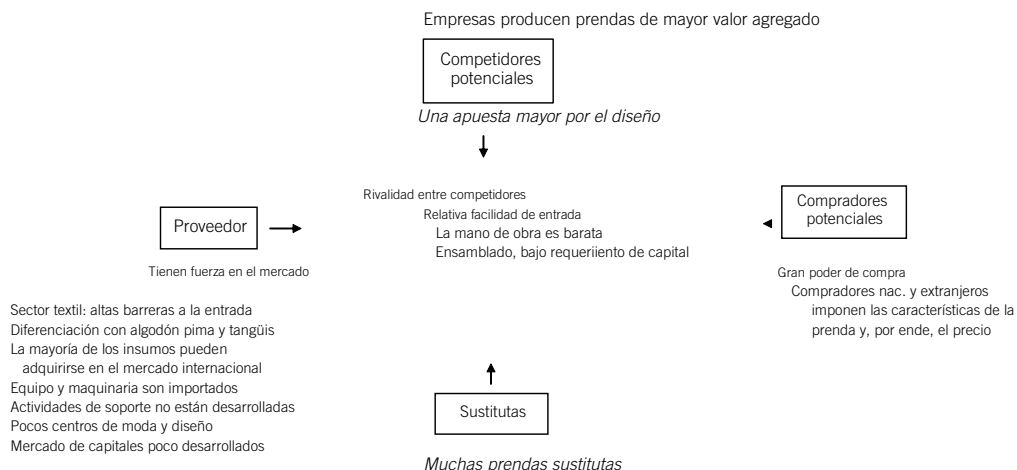 Empresas producen prendas de mayor valor agregado
Competidores
potenciales
Una apuesta mayor por el diseño
Rivalidad entre competidores
Relativa facilidad de entrada
La mano de obra es barata
Ensamblado, bajo requeriiento de capital
Proveedor
Tienen fuerza en el mercado
Sector textil: altas barreras a la entrada
Diferenciación con algodón pima y tangüis
La mayoría de los insumos pueden
adquirirse en el mercado internacional
Equipo y maquinaria son importados
Actividades de soporte no están desarrolladas
Pocos centros de moda y diseño
Mercado de capitales poco desarrollados
Compradores
potenciales
Gran poder de compra
Compradores nac. y extranjeros
imponen las características de la
prenda y, por ende, el precio
Sustitutas
Muchas prendas sustitutas